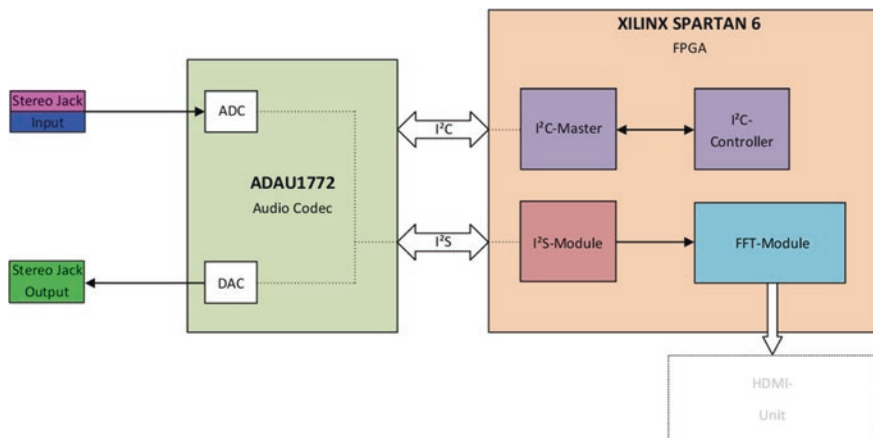 XILINX SPARTAN 6
FPGA
Stereo Jack
Input
ADC
I²C
I²C-Master
I²C-
Controller
ADAU1772
Audio Codec
I²S
I²S-Module
FFT-Module
Stereo Jack
Output
DAC
HDMI-
Unit